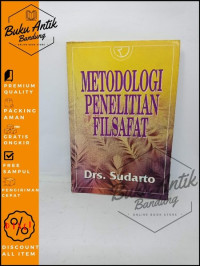 Buku Antik
Bandung
PREMIUM
QUALITY
PACKING
AMAN
GRATIS
ONGKIR
FREE
SAMPUL
PENGIRIMAN
CEPAT
%
DISCOUNT
ALL ITEM
METODOLOGI
PENELITIAN
FILSAFAT
Drs. Sudarto
Buku Antik
Bandung